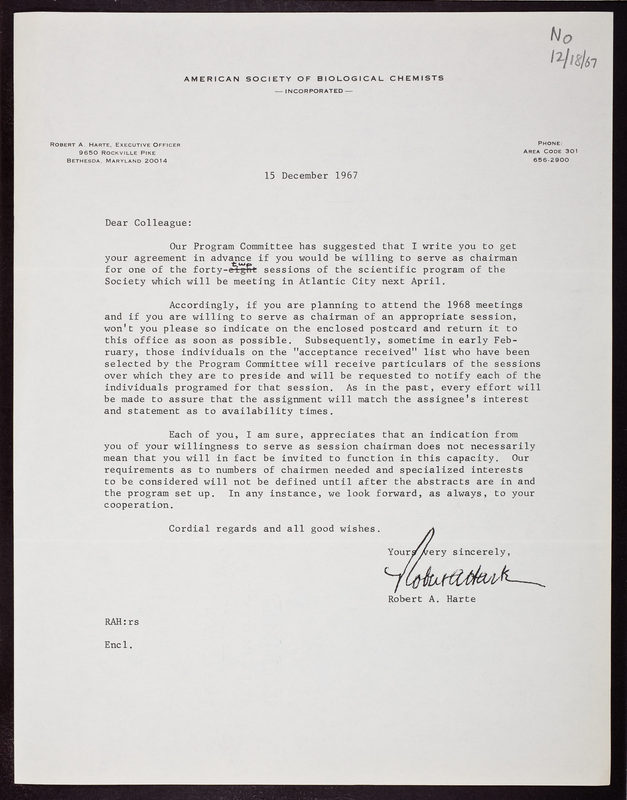 No
12/18/67
AMERICAN SOCIETY OF BIOLOGICAL CHEMISTS
— INCORPORATED —
ROBERT A. HARTE, EXECUTIVE OFFICER
9650 ROCKVILLE PIKE
BETHESDA, MARYLAND 20014
PHONE:
AREA CODE 301
656-2900
15 December 1967
Dear Colleague:
Our Program Committee has suggested that I write you to get
your agreement in advance if you would be willing to serve as chairman
two
for one of the forty-eight sessions of the scientific program of the
Society which will be meeting in Atlantic City next April.
Accordingly, if you are planning to attend the 1968 meetings
and if you are willing to serve as chairman of an appropriate session,
won't you please so indicate on the enclosed postcard and return it to
this office as soon as possible. Subsequently, sometime in early Feb-
ruary, those individuals on the "acceptance received" list who have been
selected by the Program Committee will receive particulars of the sessions
over which they are to preside and will be requested to notify each of the
individuals programed for that session. As in the past, every effort will
be made to assure that the assignment will match the assignee's interest
and statement as to availability times.
Each of you, I am sure, appreciates that an indication from
you of your willingness to serve as session chairman does not necessarily
mean that you will in fact be invited to function in this capacity. Our
requirements as to numbers of chairmen needed and specialized interests
to be considered will not be defined until after the abstracts are in and
the program set up. In any instance, we look forward, as always, to your
cooperation.
Cordial regards and all good wishes.
Yours very sincerely,
Robert A. Harte
Robert A. Harte
RAH:rs
Encl.